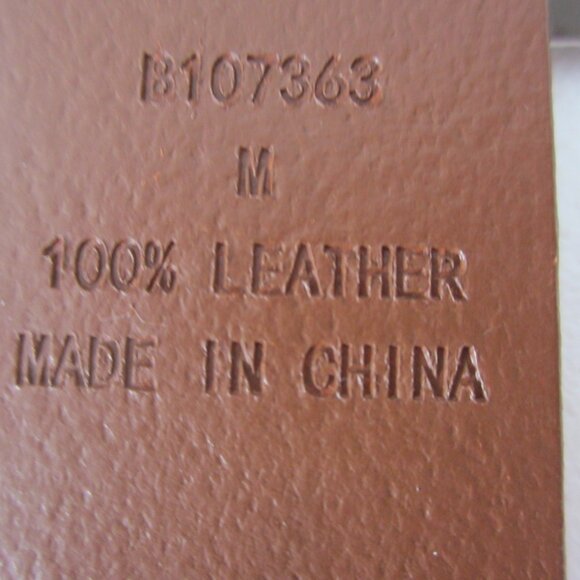 B107363
M
100% LEATHER
MADE IN CHINA